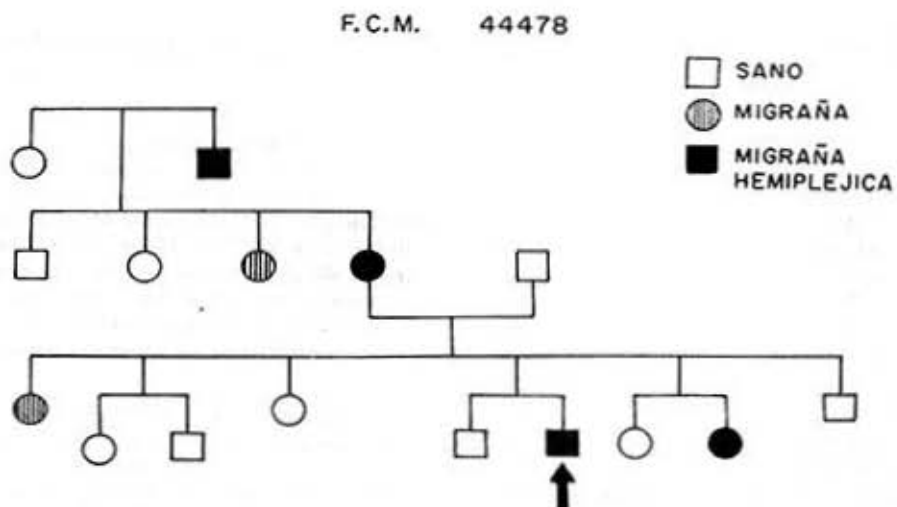 F.C.M. 44478
SANO
MIGRAÑA
MIGRAÑA
HEMIPLEJICA